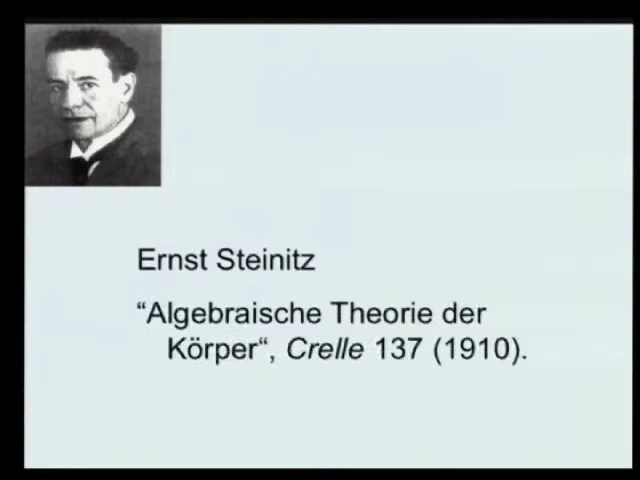 Ernst Steinitz
“Algebraische Theorie der
Körper“, Crelle 137 (1910).